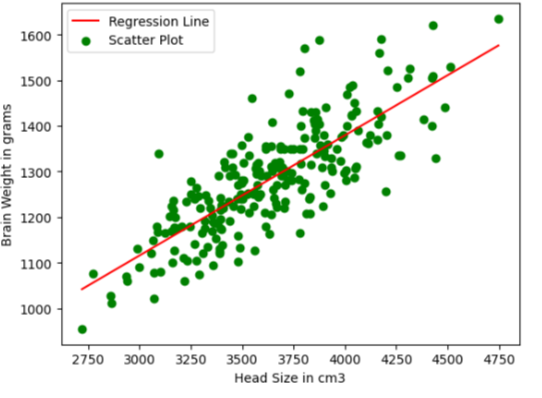 Regression Line
Scatter Plot
1600
1500
1400
1300
1200
1100
1000
Brain Weight in grams
2750 3000 3250 3500 3750 4000 4250 4500 4750
Head Size in cm3